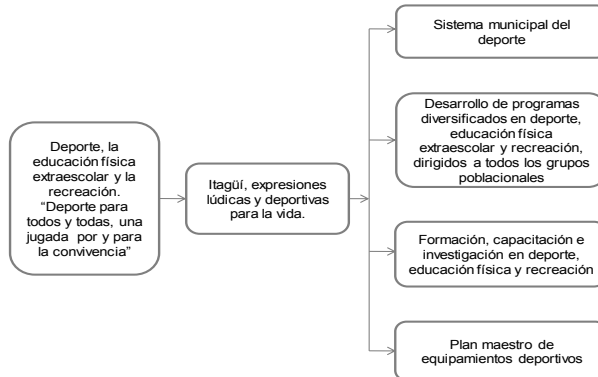 Deporte, la
educación física
extraescolar y la
recreación.
“Deporte para
todos y todas, una
jugada por y para
la convivencia”
Itagüí, expresiones
lúdicas y deportivas
para la vida.
Sistema municipal del
deporte
Desarrollo de programas
diversificados en deporte,
educación física
extraescolar y recreación,
dirigidos a todos los grupos
poblacionales
Formación, capacitación e
investigación en deporte,
educación física y recreación
Plan maestro de
equipamientos deportivos